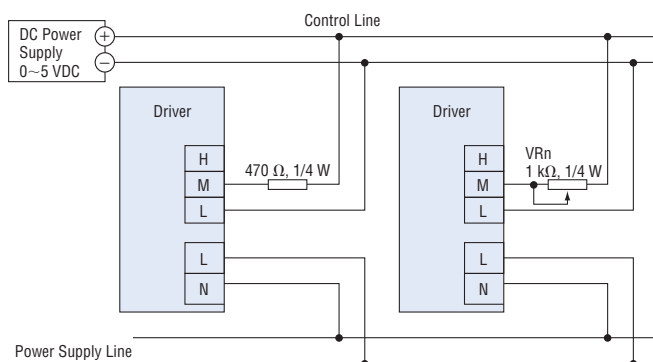 Control Line
DC Power
Supply
0~5 VDC
+
−
Driver
H
M
L
L
N
470 Ω, 1/4 W
Driver
H
M
L
L
N
VRn
1 kΩ, 1/4 W
Power Supply Line